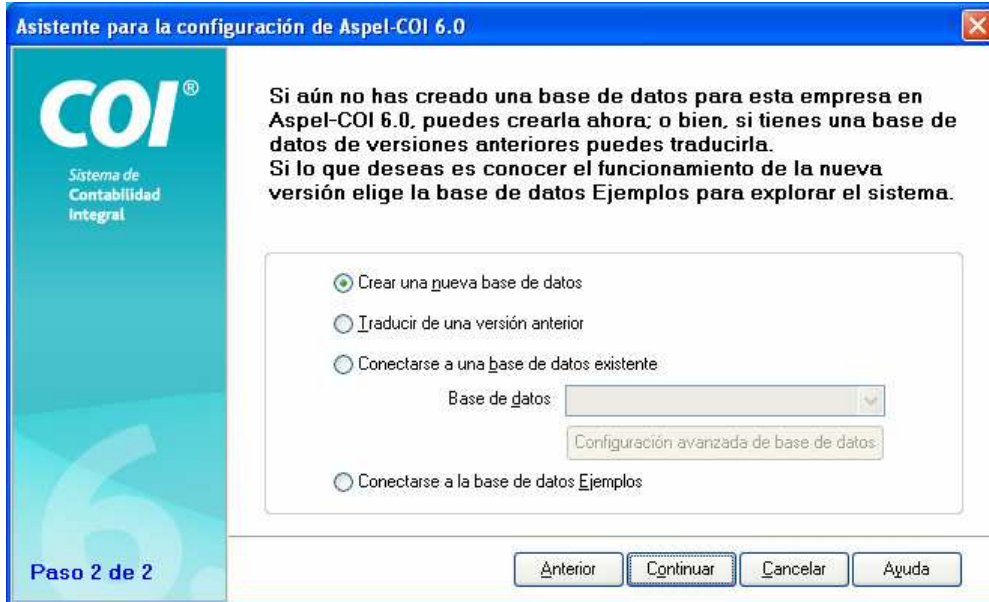 Asistente para la configuración de Aspel-COI 6.0
COI®
Sistema de
Contabilidad
Integral
Si aún no has creado una base de datos para esta empresa en
Aspel-COI 6.0, puedes crearla ahora; o bien, si tienes una base de
datos de versiones anteriores puedes traducirla.
Si lo que deseas es conocer el funcionamiento de la nueva
versión elige la base de datos Ejemplos para explorar el sistema.
Crear una nueva base de datos
Traducir de una versión anterior
Conectarse a una base de datos existente
Base de datos
Configuración avanzada de base de datos
Conectarse a la base de datos Ejemplos
6.
Paso 2 de 2
Anterior Continuar Cancelar Ayuda